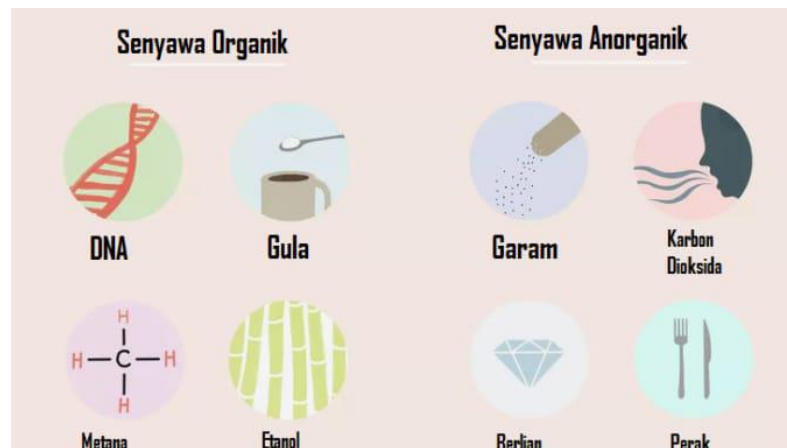 Senyawa Organik
Senyawa Anorganik
DNA
Gula
Garam
Karbon
Dioksida
H
H — C — H
H
Metana
Etanol
Berlian
Perak